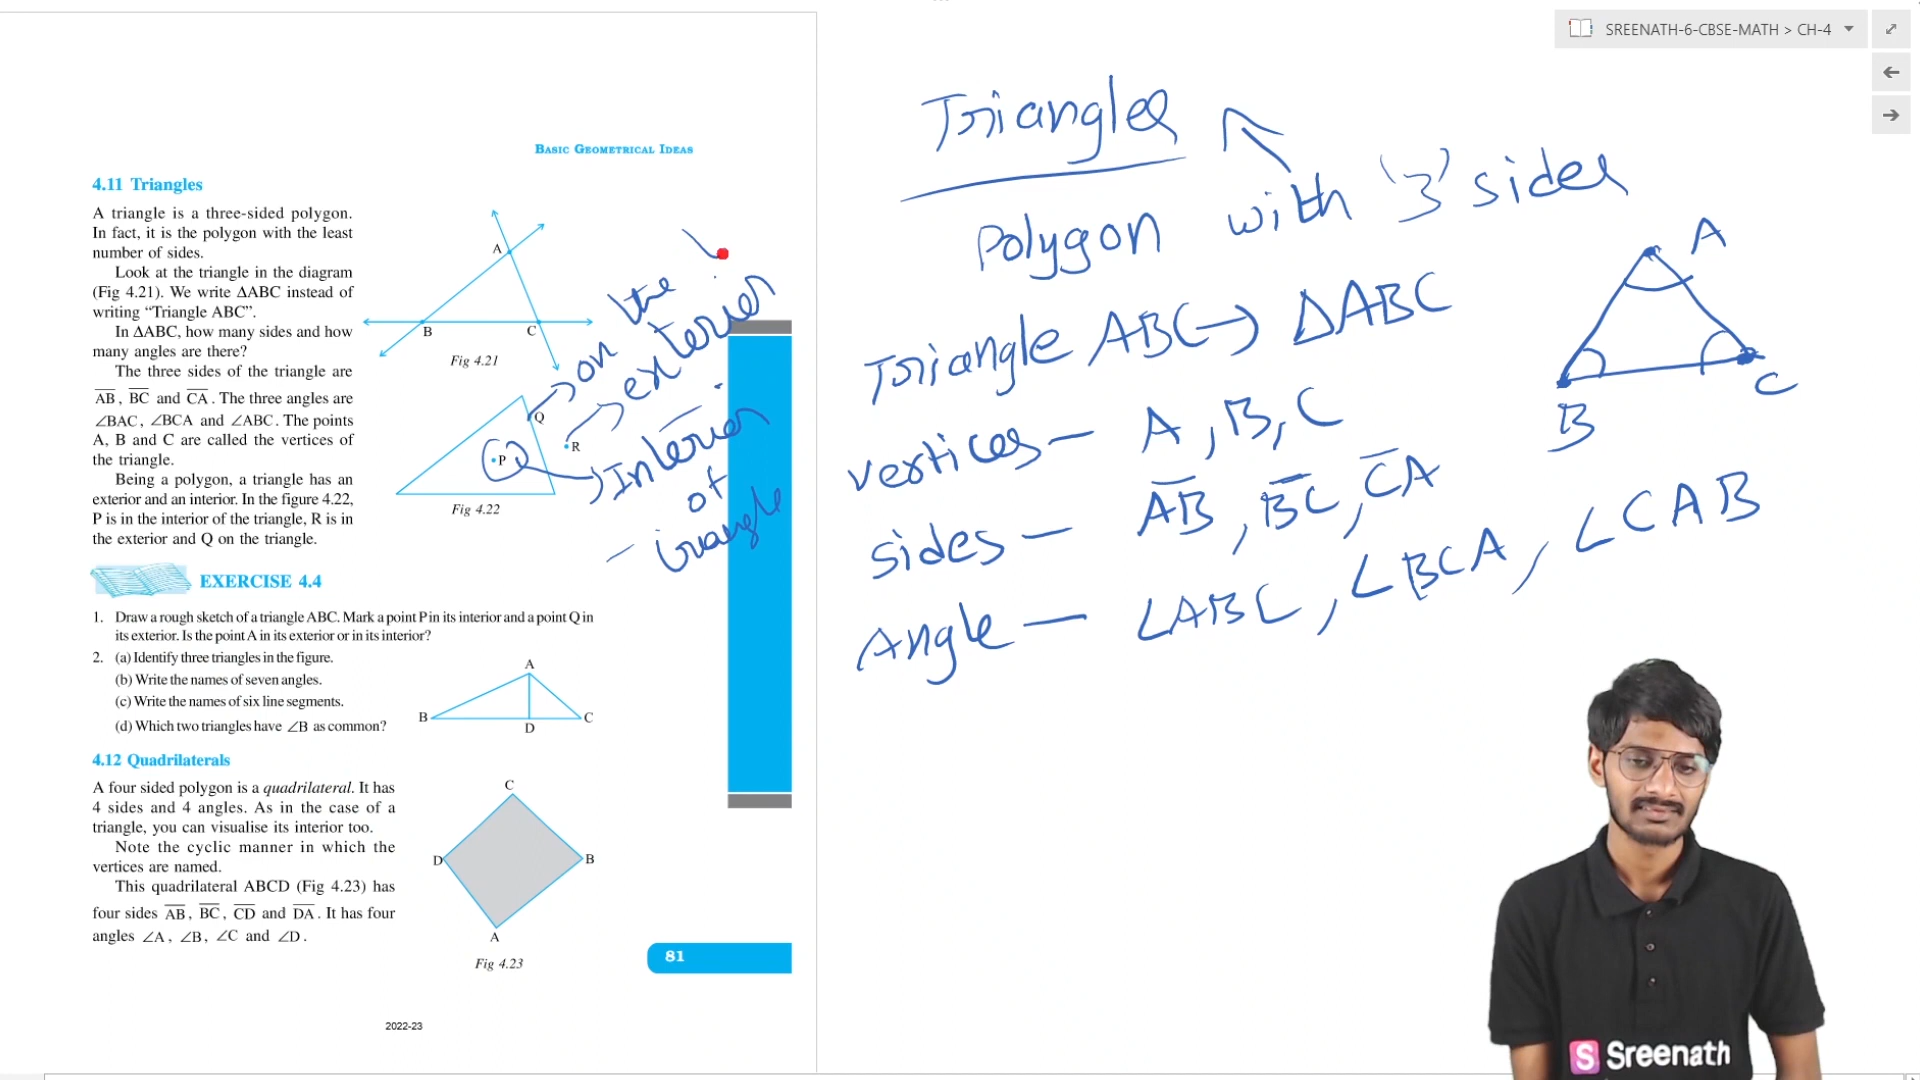 SREENATH-6-CBSE-MATH > CH-4
BASIC GEOMETRICAL IDEAS
4.11 Triangles
A triangle is a three-sided polygon.
In fact, it is the polygon with the least
number of sides.
Look at the triangle in the diagram
(Fig 4.21). We write ΔABC instead of
writing “Triangle ABC”.
In ΔABC, how many sides and how
many angles are there?
The three sides of the triangle are
A̅B̅, B̅C̅ and C̅A̅. The three angles are
∠BAC, ∠BCA and ∠ABC. The points
A, B and C are called the vertices of
the triangle.
Being a polygon, a triangle has an
exterior and an interior. In the figure 4.22,
P is in the interior of the triangle, R is in
the exterior and Q on the triangle.
A
B
C
Fig 4.21
Q
R
P
Fig 4.22
on the
exterior
Interior
of
triangle
EXERCISE 4.4
1. Draw a rough sketch of a triangle ABC. Mark a point P in its interior and a point Q in
its exterior. Is the point A in its exterior or in its interior?
2. (a) Identify three triangles in the figure.
(b) Write the names of seven angles.
(c) Write the names of six line segments.
(d) Which two triangles have ∠B as common?
A
B
C
D
4.12 Quadrilaterals
A four sided polygon is a quadrilateral. It has
4 sides and 4 angles. As in the case of a
triangle, you can visualise its interior too.
Note the cyclic manner in which the
vertices are named.
This quadrilateral ABCD (Fig 4.23) has
four sides A̅B̅, B̅C̅, C̅D̅ and D̅A̅. It has four
angles ∠A, ∠B, ∠C and ∠D.
C
D
B
A
Fig 4.23
81
2022-23
Triangles
Polygon with '3' sides
Triangle ABC → ΔABC
vertices — A, B, C
sides — A̅B̅, B̅C̅, C̅A̅
Angle — ∠ABC, ∠BCA, ∠CAB
A
B
C
S Sreenath